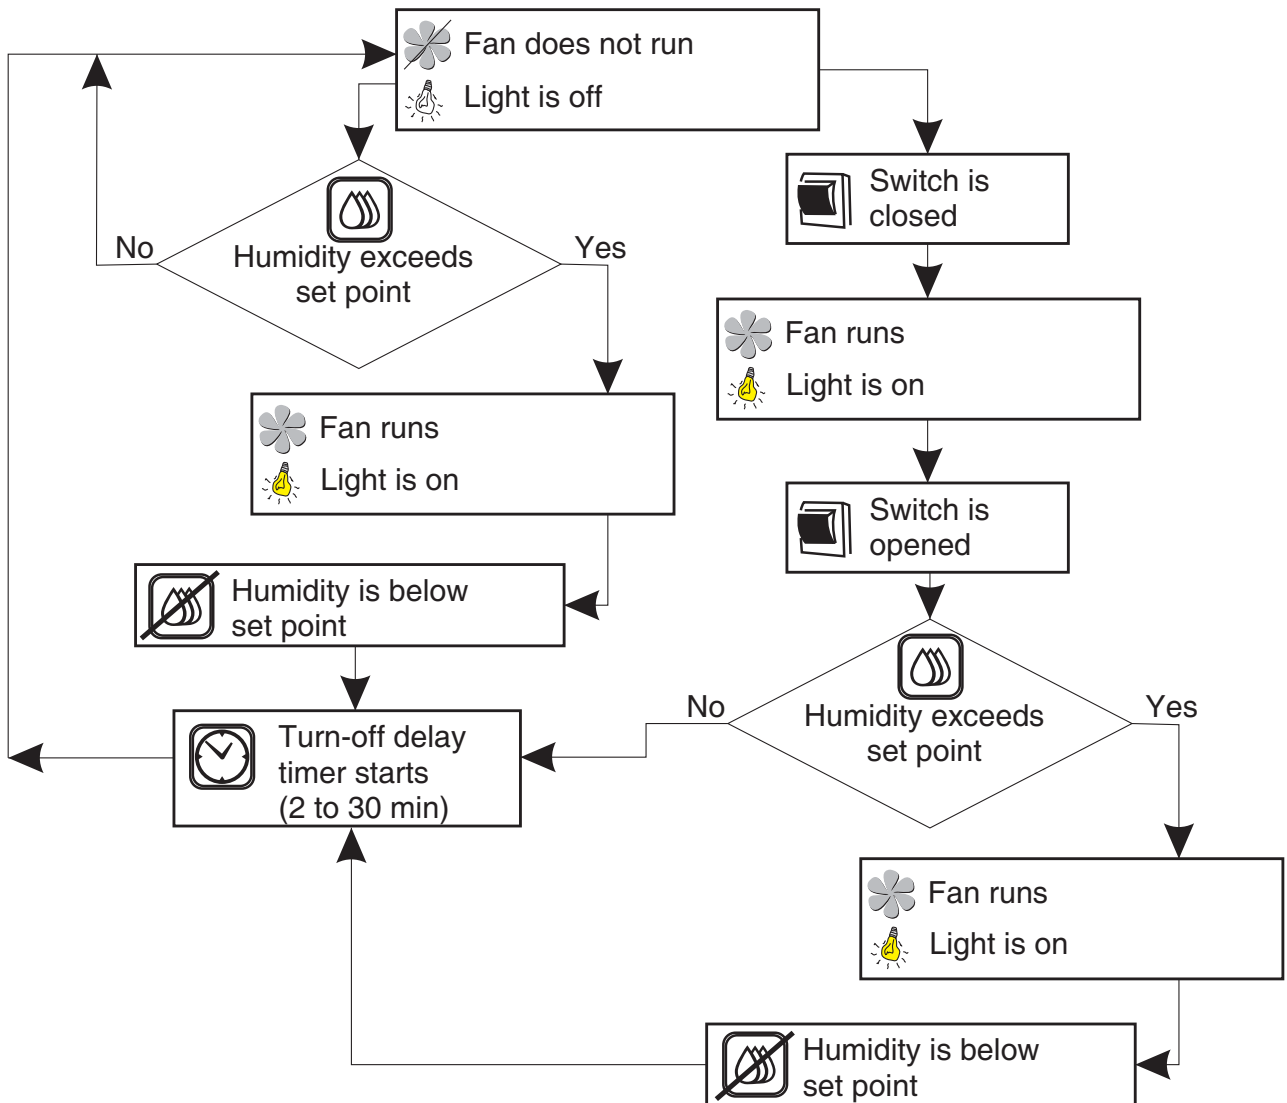 Fan does not run
Light is off
Switch is
closed
No
Yes
Humidity exceeds
set point
Fan runs
Light is on
Fan runs
Light is on
Switch is
opened
Humidity is below
set point
No
Yes
Humidity exceeds
set point
Turn-off delay
timer starts
(2 to 30 min)
Fan runs
Light is on
Humidity is below
set point